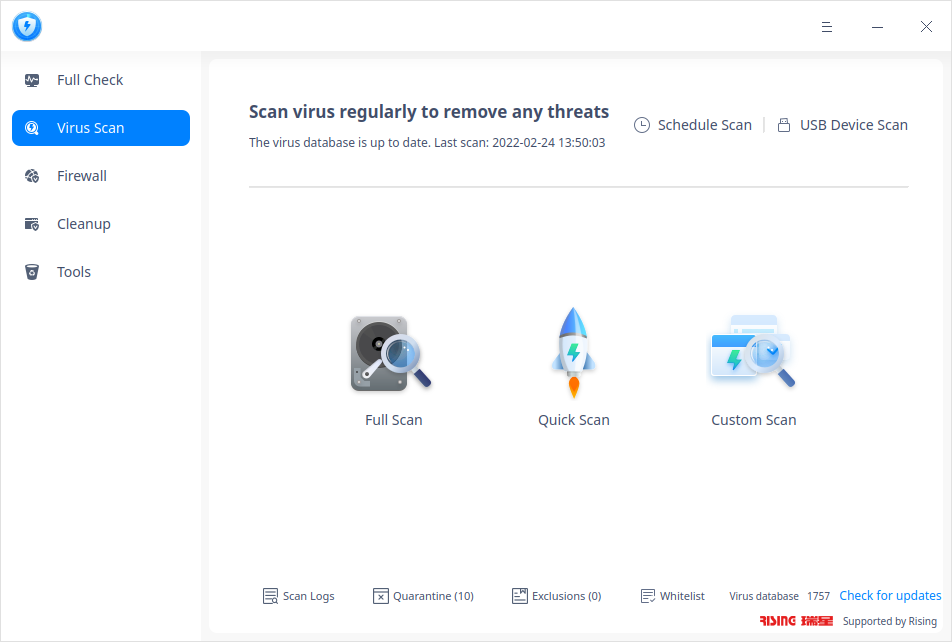 Full Check
Virus Scan
Firewall
Cleanup
Tools
Scan virus regularly to remove any threats
The virus database is up to date. Last scan: 2022-02-24 13:50:03
Schedule Scan
USB Device Scan
Full Scan
Quick Scan
Custom Scan
Scan Logs
Quarantine (10)
Exclusions (0)
Whitelist
Virus database 1757 Check for updates
RISING 瑞星 Supported by Rising